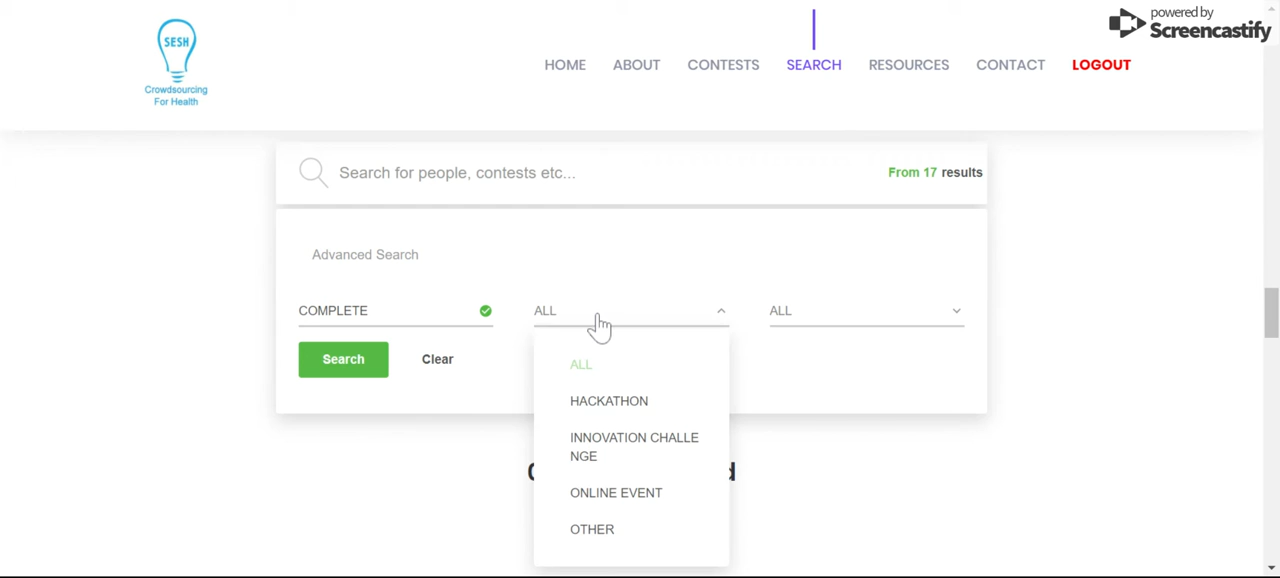 powered by
Screencastify
SESH
Crowdsourcing
For Health
HOME ABOUT CONTESTS SEARCH RESOURCES CONTACT LOGOUT
Search for people, contests etc... From 17 results
Advanced Search
COMPLETE ALL ALL
Search Clear
ALL
HACKATHON
INNOVATION CHALLE
NGE
ONLINE EVENT
OTHER